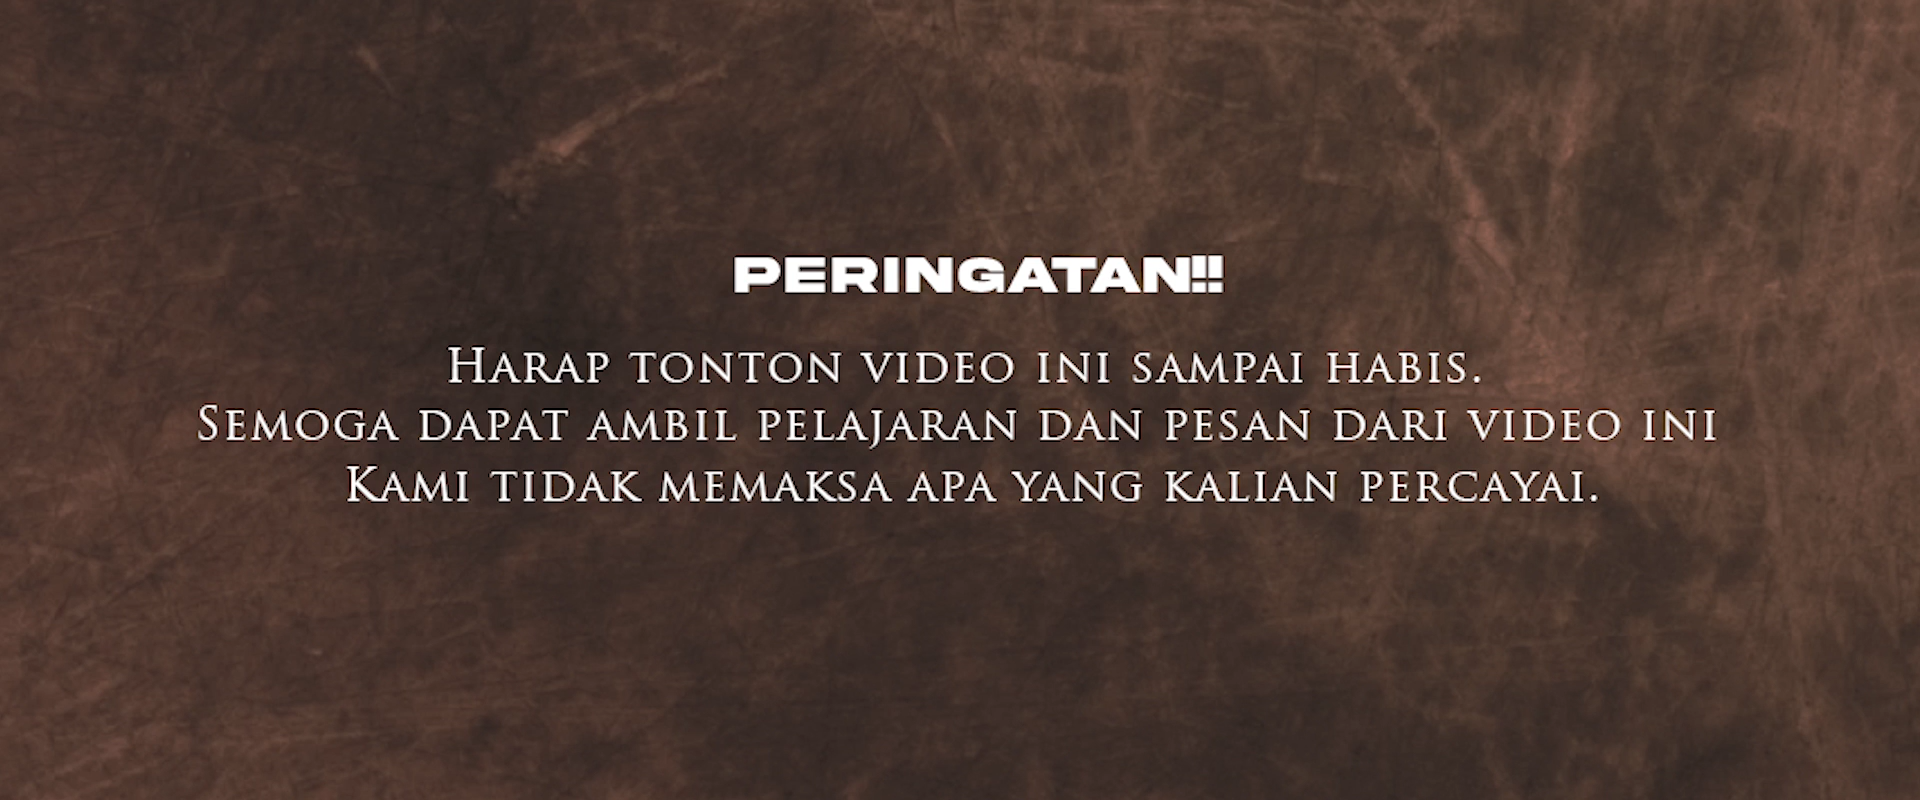 PERINGATAN!!
Harap tonton video ini sampai habis.
Semoga dapat ambil pelajaran dan pesan dari video ini
Kami tidak memaksa apa yang kalian percayai.